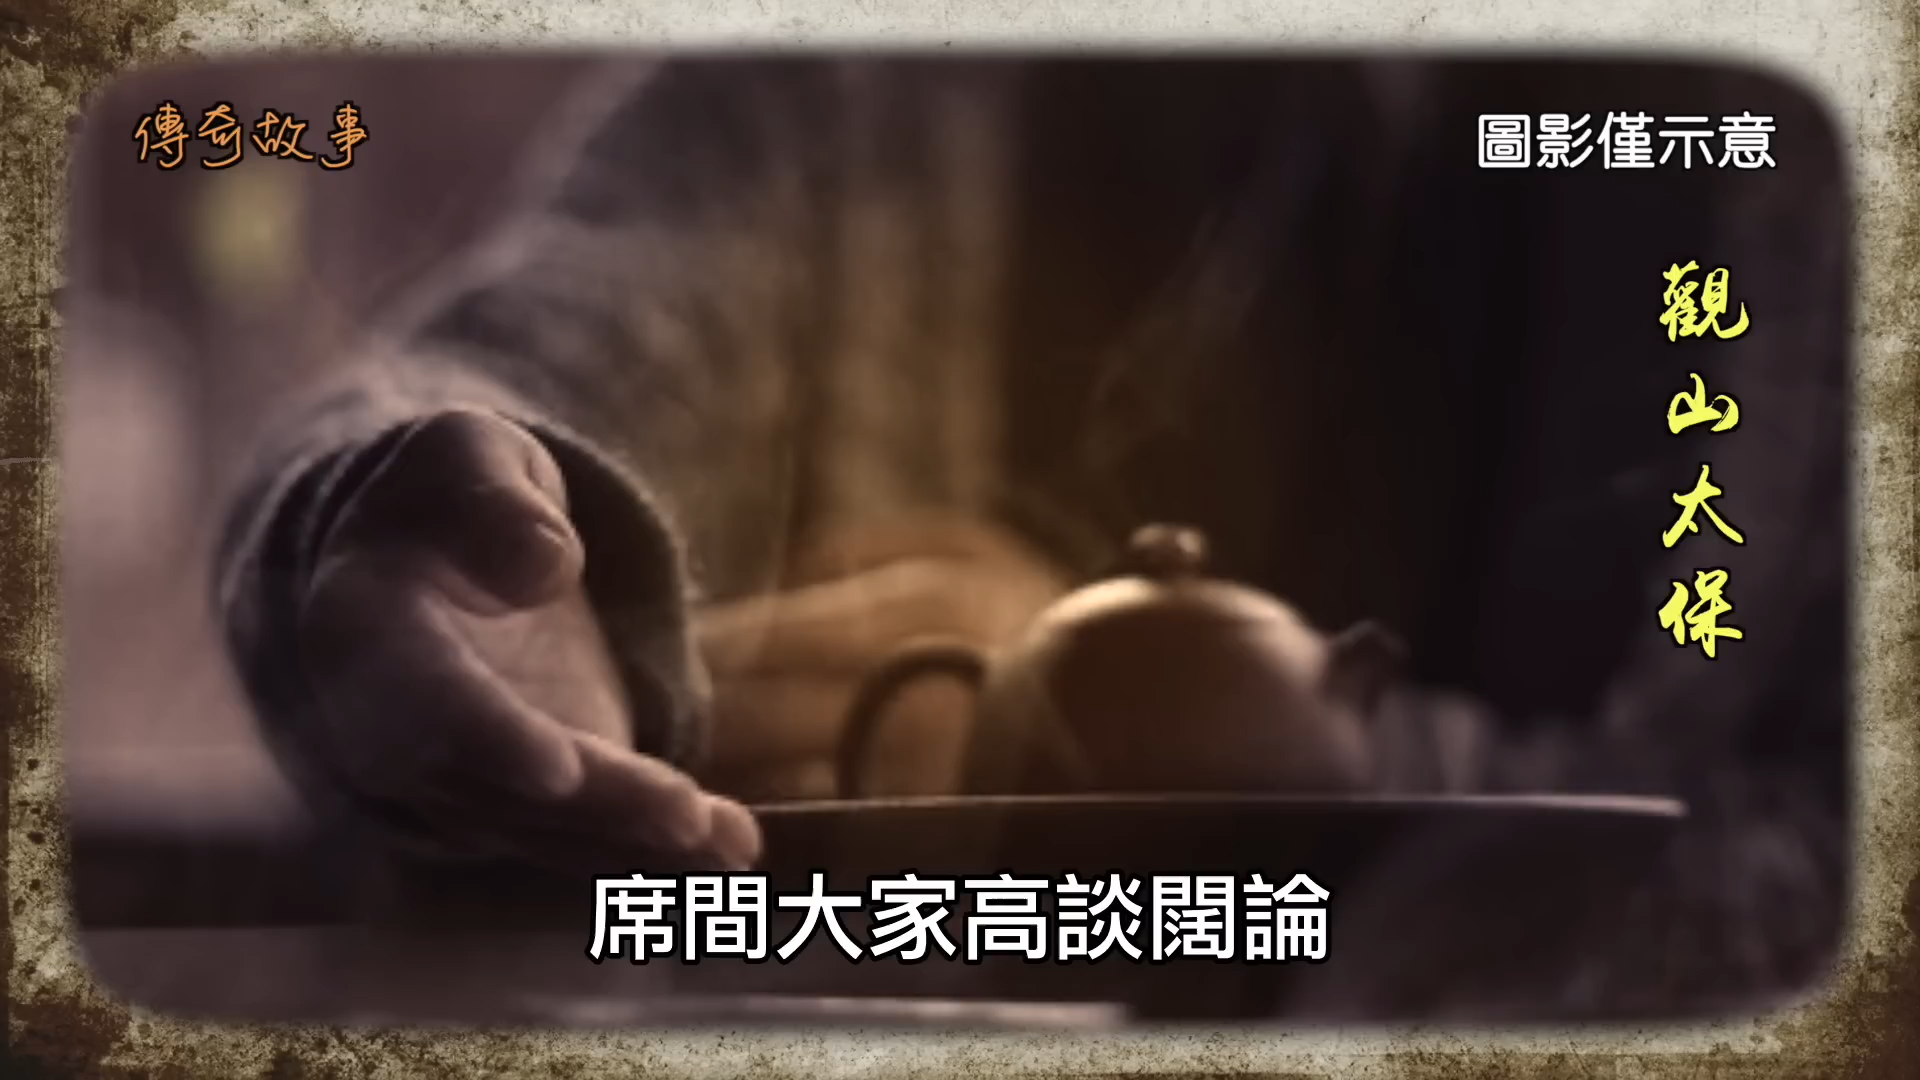 傳奇故事
圖影僅示意
觀山太保
席間大家高談闊論